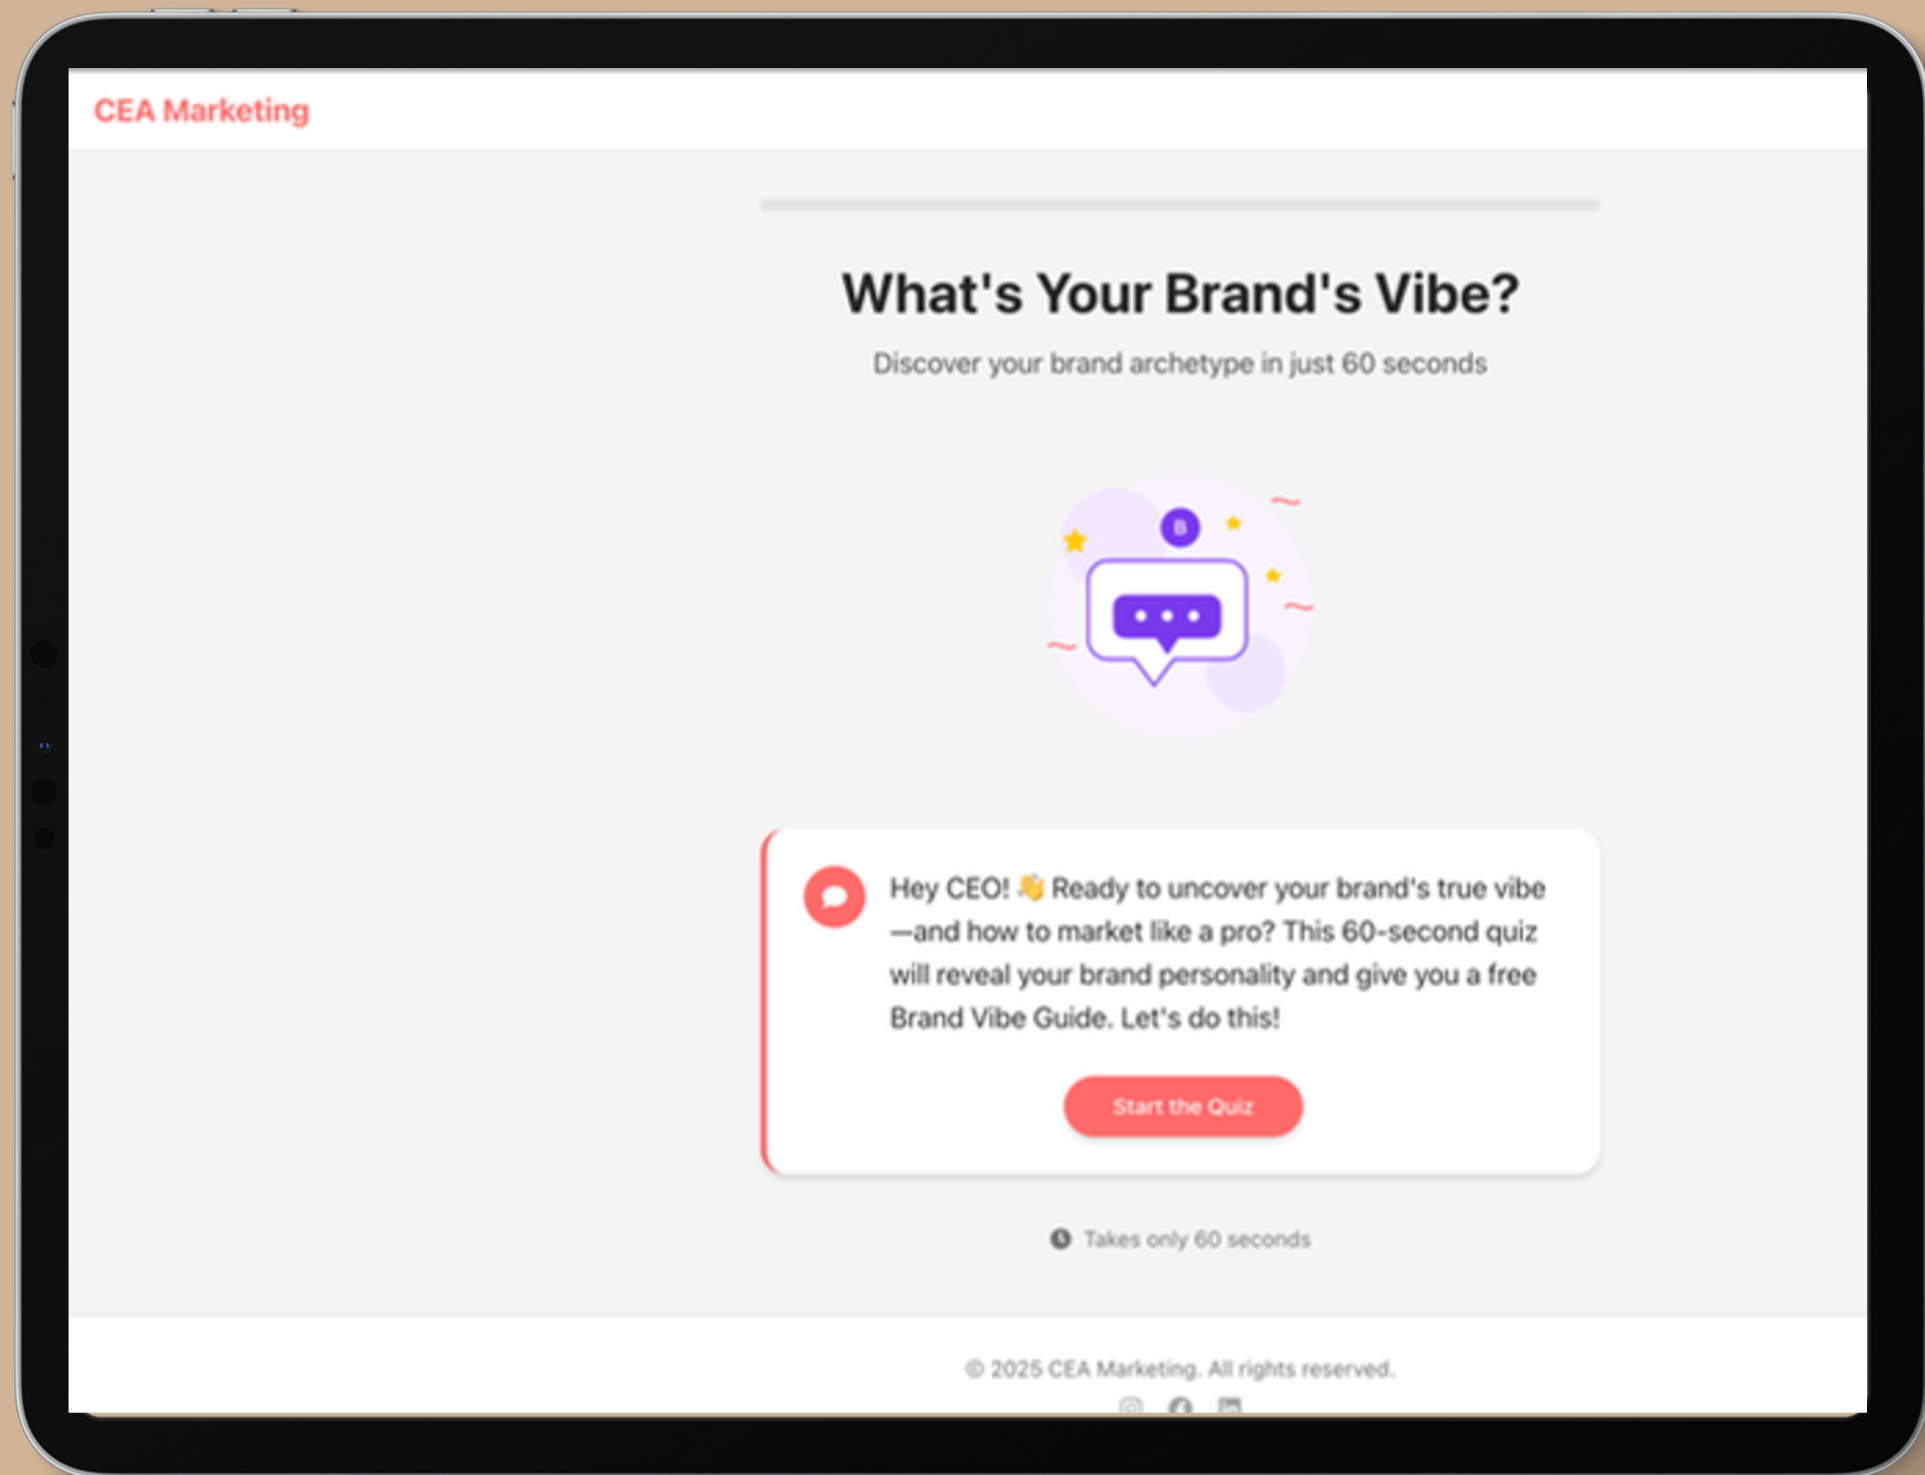 CEA Marketing
What's Your Brand's Vibe?
Discover your brand archetype in just 60 seconds
B
Hey CEO! 👋 Ready to uncover your brand's true vibe
—and how to market like a pro? This 60-second quiz
will reveal your brand personality and give you a free
Brand Vibe Guide. Let's do this!
Start the Quiz
Takes only 60 seconds
© 2025 CEA Marketing. All rights reserved.